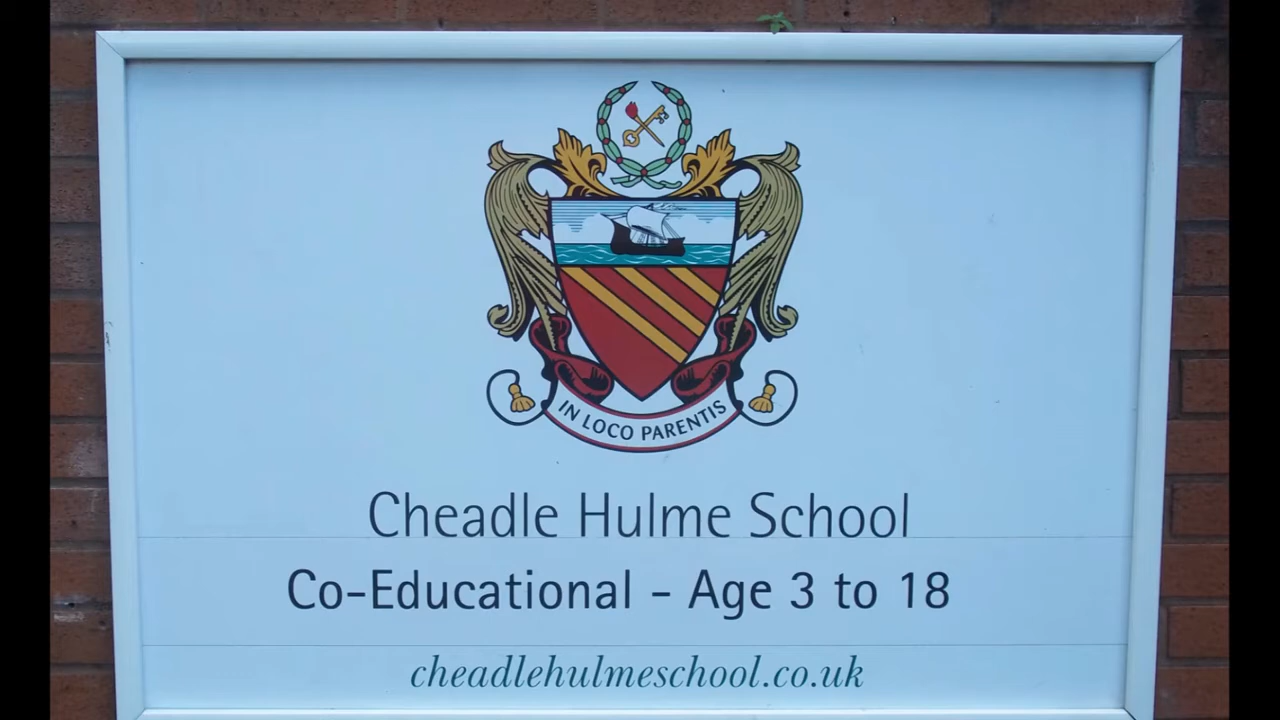 IN LOCO PARENTIS
Cheadle Hulme School
Co-Educational - Age 3 to 18
cheadlehulmeschool.co.uk